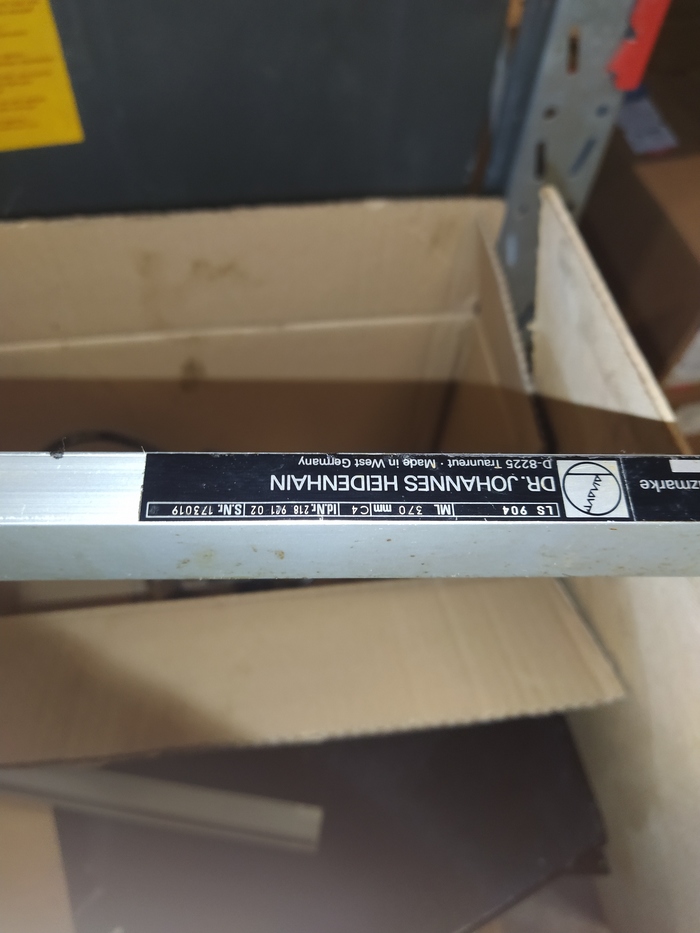 LS 904 ML 370 mm C4 Id.Nr. 218 921 02 S.Nr. 173019
DR. JOHANNES HEIDENHAIN
D-8225 Traunreut · Made in West Germany
zmarke